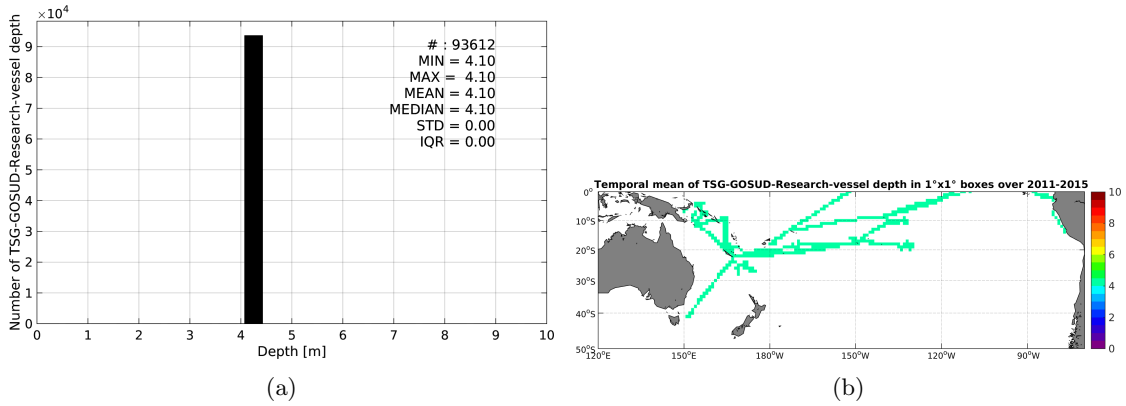 ×10⁴
Number of TSG-GOSUD-Research-vessel depth
9
8
7
6
5
4
3
2
1
0
# : 93612
MIN = 4.10
MAX = 4.10
MEAN = 4.10
MEDIAN = 4.10
STD = 0.00
IQR = 0.00
0 1 2 3 4 5 6 7 8 9 10
Depth [m]
(a)
Temporal mean of TSG-GOSUD-Research-vessel depth in 1°x1° boxes over 2011-2015
0°
10°S
20°S
30°S
40°S
50°S
120°E 150°E 180°W 150°W 120°W 90°W
10
8
6
4
2
0
(b)